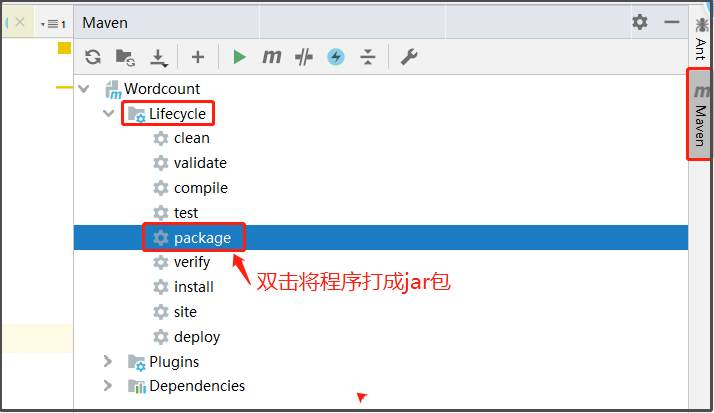 1
Maven
m
Ant
Wordcount
Lifecycle
m
Maven
clean
validate
compile
test
package
verify
双击将程序打成jar包
install
site
deploy
Plugins
Dependencies